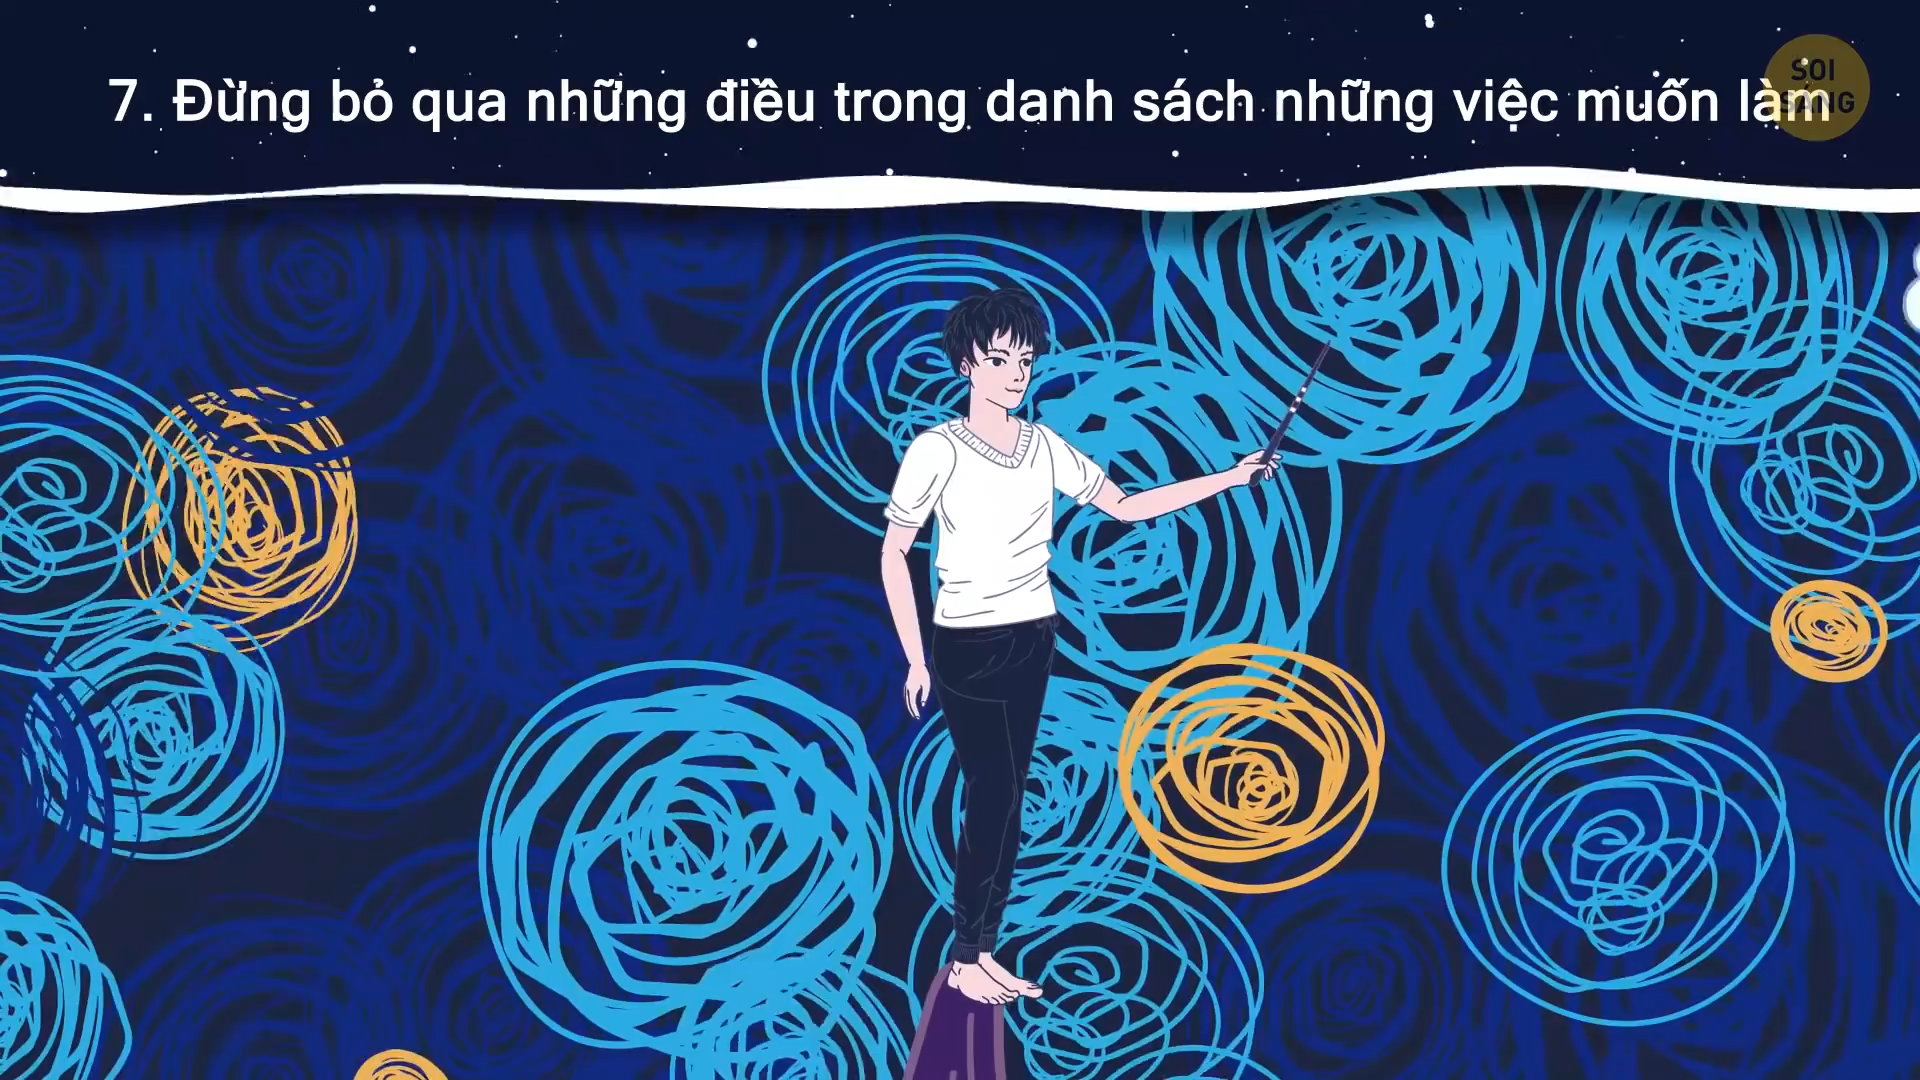 7. Đừng bỏ qua những điều trong danh sách những việc muốn làm
SOI
SÁNG